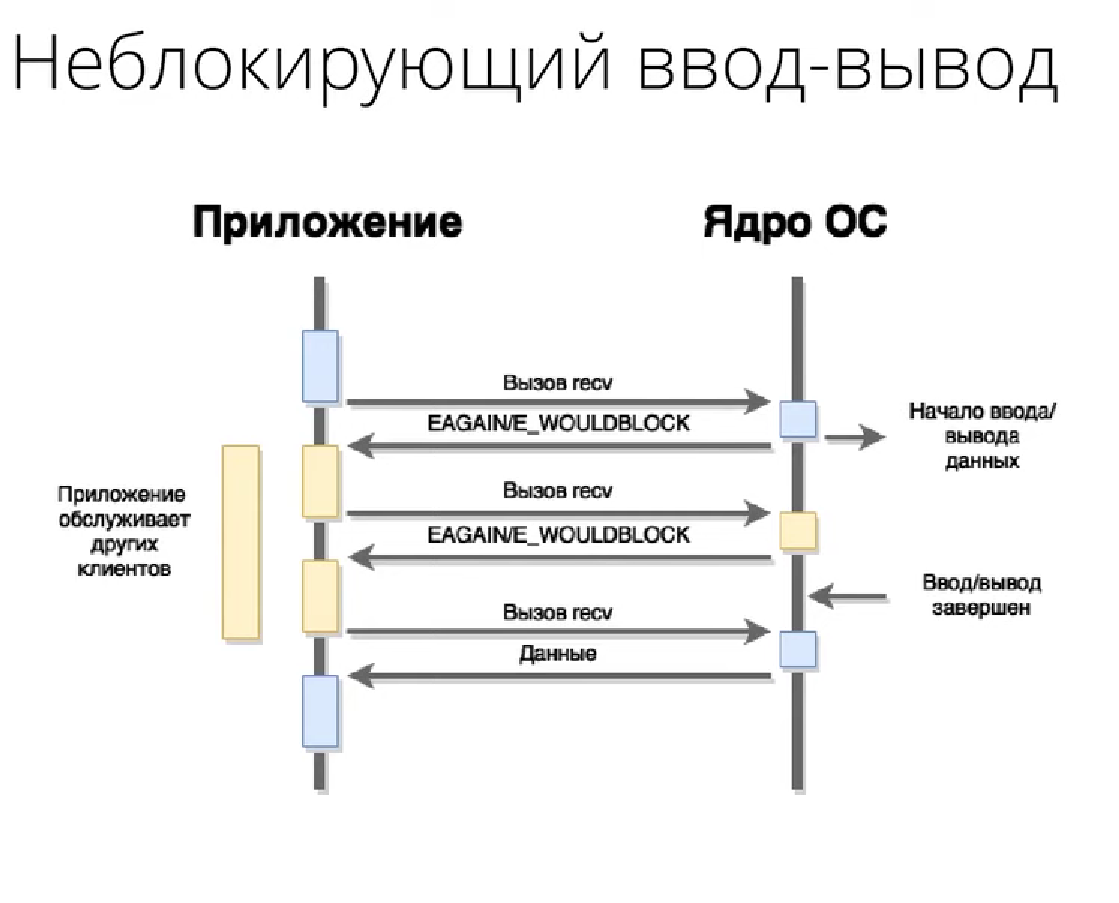 Неблокирующий ввод-вывод
Приложение
Ядро ОС
Вызов recv
EAGAIN/E_WOULDBLOCK
Начало ввода/
вывода
данных
Приложение
обслуживает
других
клиентов
Вызов recv
EAGAIN/E_WOULDBLOCK
Ввод/вывод
завершен
Вызов recv
Данные